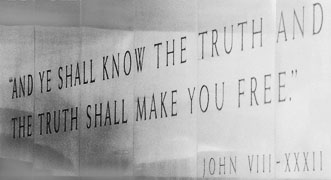 “AND YE SHALL KNOW THE TRUTH AND
THE TRUTH SHALL MAKE YOU FREE.”
JOHN VIII-XXXII